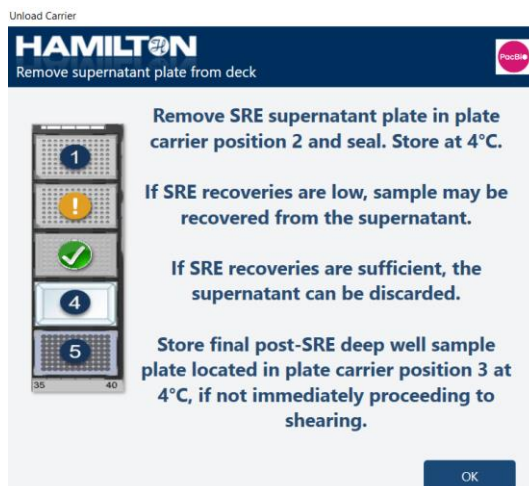 Unload Carrier
HAMILTON
Remove supernatant plate from deck
PacBio
Remove SRE supernatant plate in plate
carrier position 2 and seal. Store at 4°C.
If SRE recoveries are low, sample may be
recovered from the supernatant.
If SRE recoveries are sufficient, the
supernatant can be discarded.
Store final post-SRE deep well sample
plate located in plate carrier position 3 at
4°C, if not immediately proceeding to
shearing.
1
!
4
5
35 40
OK